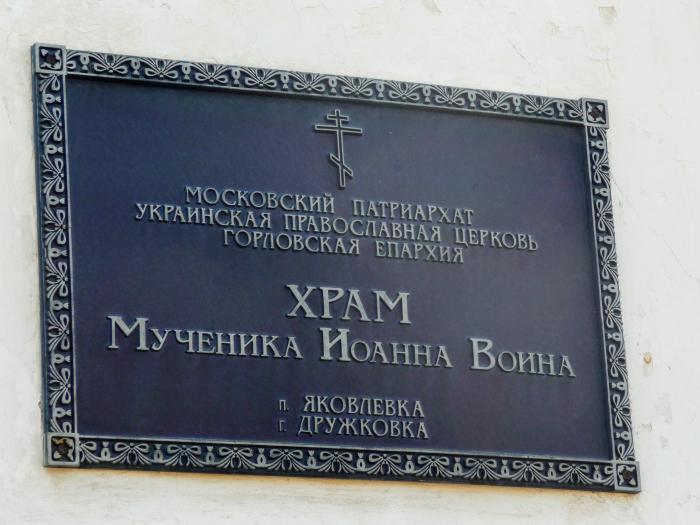 МОСКОВСКИЙ ПАТРИАРХАТ
УКРАИНСКАЯ ПРАВОСЛАВНАЯ ЦЕРКОВЬ
ГОРЛОВСКАЯ ЕПАРХИЯ
ХРАМ
МУЧЕНИКА ИОАННА ВОИНА
п. ЯКОВЛЕВКА
г. ДРУЖКОВКА